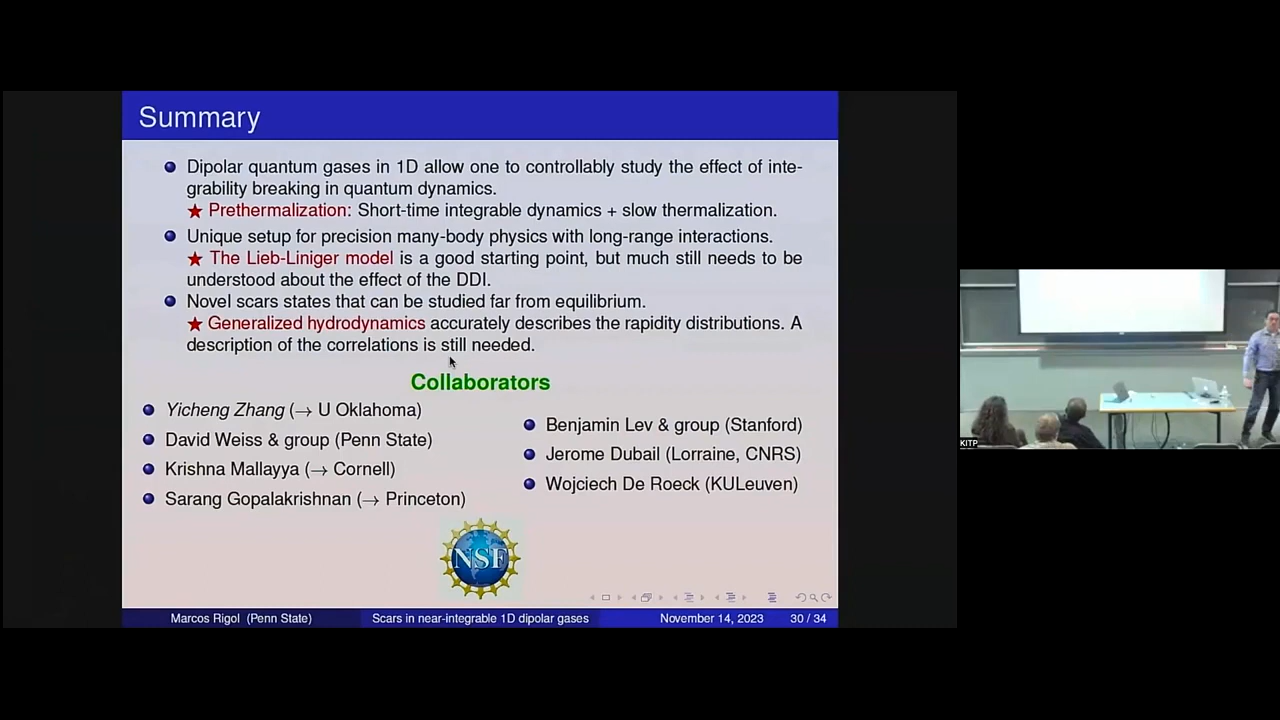 Summary
Dipolar quantum gases in 1D allow one to controllably study the effect of inte-
grability breaking in quantum dynamics.
★ Prethermalization: Short-time integrable dynamics + slow thermalization.
Unique setup for precision many-body physics with long-range interactions.
★ The Lieb-Liniger model is a good starting point, but much still needs to be
understood about the effect of the DDI.
Novel scars states that can be studied far from equilibrium.
★ Generalized hydrodynamics accurately describes the rapidity distributions. A
description of the correlations is still needed.
Collaborators
Yicheng Zhang (→ U Oklahoma)
David Weiss & group (Penn State)
Krishna Mallayya (→ Cornell)
Sarang Gopalakrishnan (→ Princeton)
Benjamin Lev & group (Stanford)
Jerome Dubail (Lorraine, CNRS)
Wojciech De Roeck (KULeuven)
NSF
Marcos Rigol (Penn State) Scars in near-integrable 1D dipolar gases November 14, 2023 30 / 34
KITP